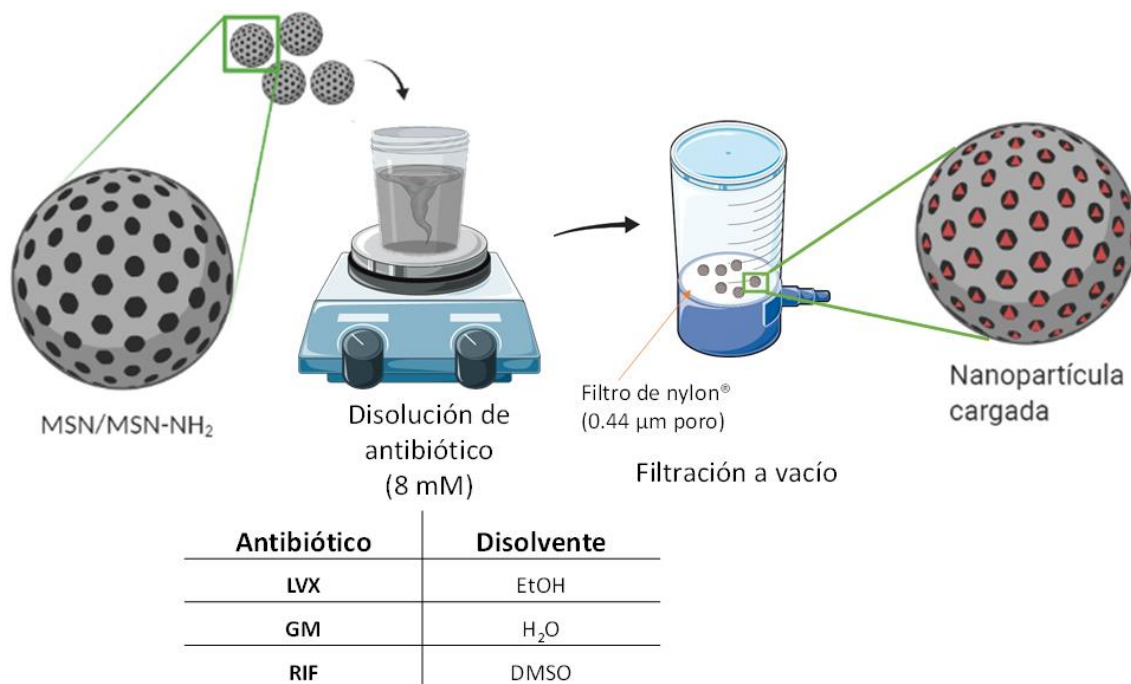 MSN/MSN-NH₂
Disolución de
antibiótico
(8 mM)
Filtro de nylon®
(0.44 µm poro)
Filtración a vacío
Nanopartícula
cargada
Antibiótico Disolvente
LVX EtOH
GM H₂O
RIF DMSO